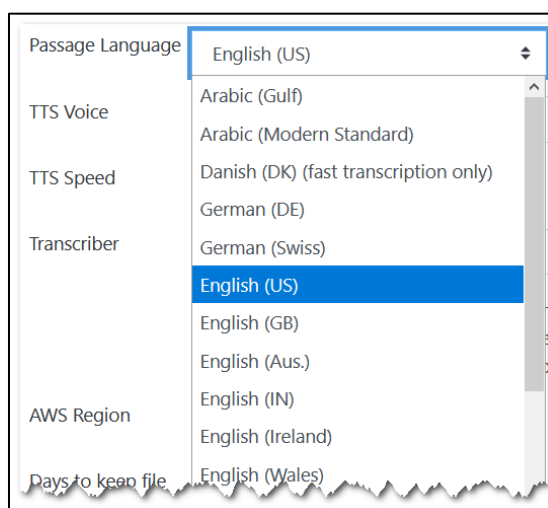 Passage Language
English (US)
Arabic (Gulf)
TTS Voice
Arabic (Modern Standard)
TTS Speed
Danish (DK) (fast transcription only)
German (DE)
Transcriber
German (Swiss)
English (US)
English (GB)
English (Aus.)
English (IN)
AWS Region
English (Ireland)
Days to keep file
English (Wales)